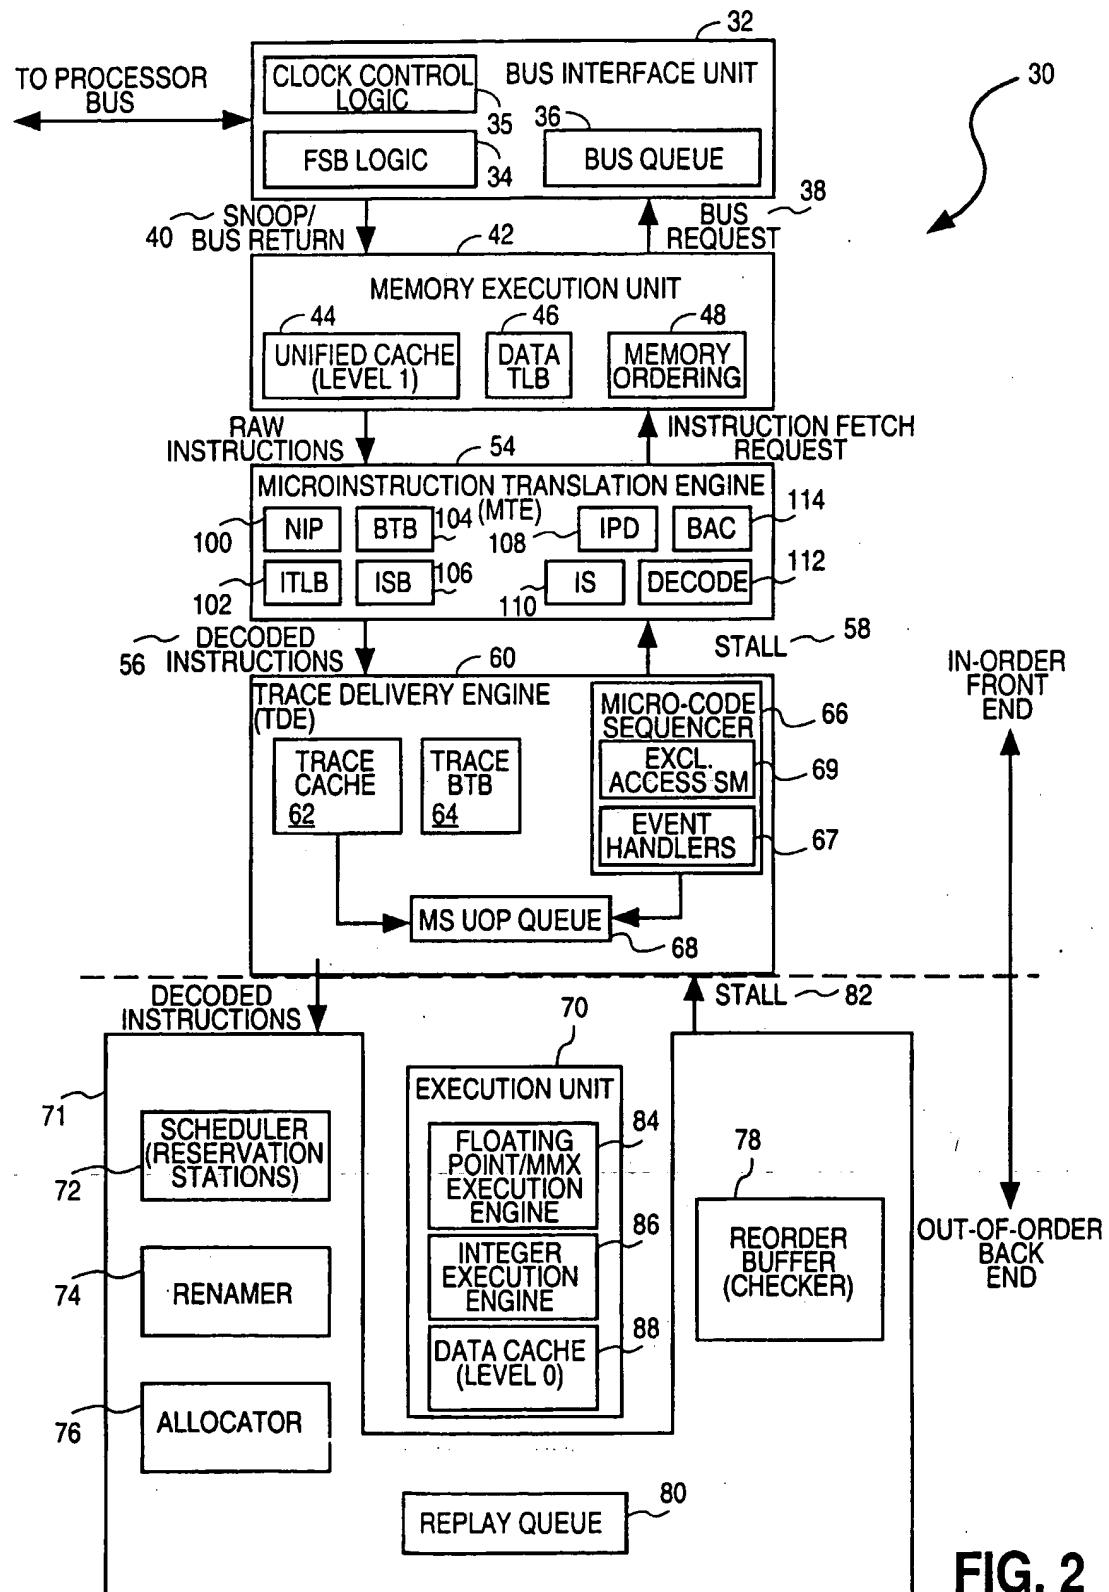 32
TO PROCESSOR
BUS
CLOCK CONTROL
LOGIC
35
BUS INTERFACE UNIT
30
36
FSB LOGIC
34
BUS QUEUE
40
SNOOP/
BUS RETURN
42
BUS
REQUEST
38
MEMORY EXECUTION UNIT
44
UNIFIED CACHE
(LEVEL 1)
46
DATA
TLB
48
MEMORY
ORDERING
RAW
INSTRUCTIONS
54
INSTRUCTION FETCH
REQUEST
MICROINSTRUCTION TRANSLATION ENGINE
(MTE)
100
NIP
BTB
104
108
IPD
BAC
114
102
ITLB
ISB
106
110
IS
DECODE
112
56
DECODED
INSTRUCTIONS
60
STALL
58
IN-ORDER
FRONT
END
TRACE DELIVERY ENGINE
(TDE)
MICRO-CODE
SEQUENCER
66
TRACE
CACHE
62
TRACE
BTB
64
EXCL.
ACCESS SM
69
EVENT
HANDLERS
67
MS UOP QUEUE
68
DECODED
INSTRUCTIONS
STALL
82
70
71
EXECUTION UNIT
SCHEDULER
(RESERVATION
STATIONS)
72
FLOATING
POINT/MMX
EXECUTION
ENGINE
84
78
REORDER
BUFFER
(CHECKER)
OUT-OF-ORDER
BACK
END
74
RENAMER
INTEGER
EXECUTION
ENGINE
86
DATA CACHE
(LEVEL 0)
88
76
ALLOCATOR
REPLAY QUEUE
80
FIG. 2